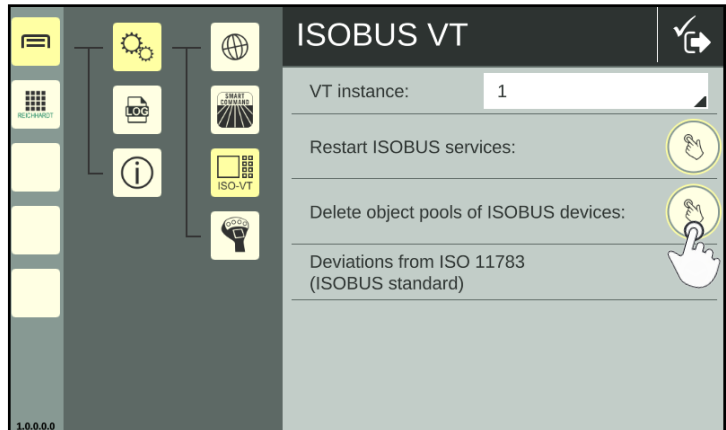 ISOBUS VT
VT instance: 1
Restart ISOBUS services:
Delete object pools of ISOBUS devices:
Deviations from ISO 11783
(ISOBUS standard)
REICHHARDT
LOG
SMART
COMMAND
ISO-VT
1.0.0.0.0